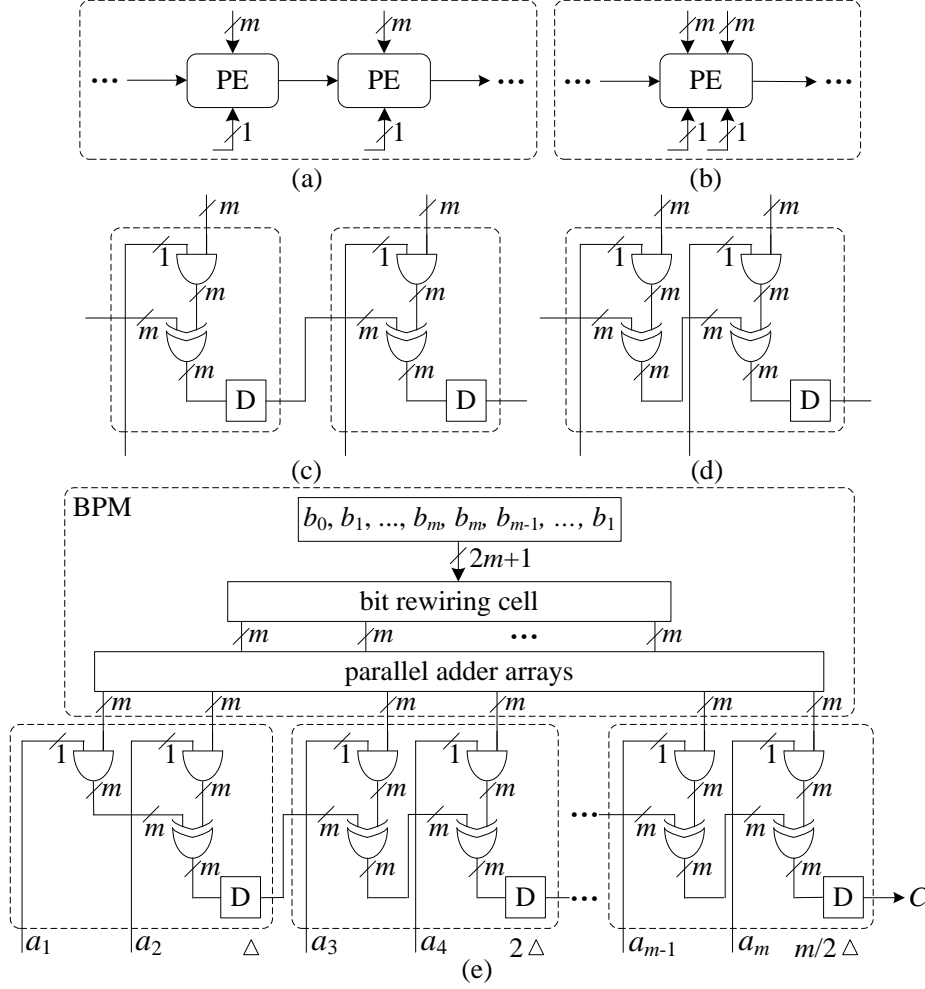 m m m m
... PE PE ... ... PE ...
1 1 1 1
(a) (b)
m m m m
1 1 1 1
m m m m
m m m m
m m m m
D D D
(c) (d)
BPM
b0, b1, ..., bm, bm, bm-1, ..., b1
2m+1
bit rewiring cell
m m ... m
parallel adder arrays
m m m m m m
1 1 1 1 1 1
m m m m m m
m m m ... m m
m m m m m
D D ... D C
a1 a2 △ a3 a4 2△ am-1 am m/2△
(e)